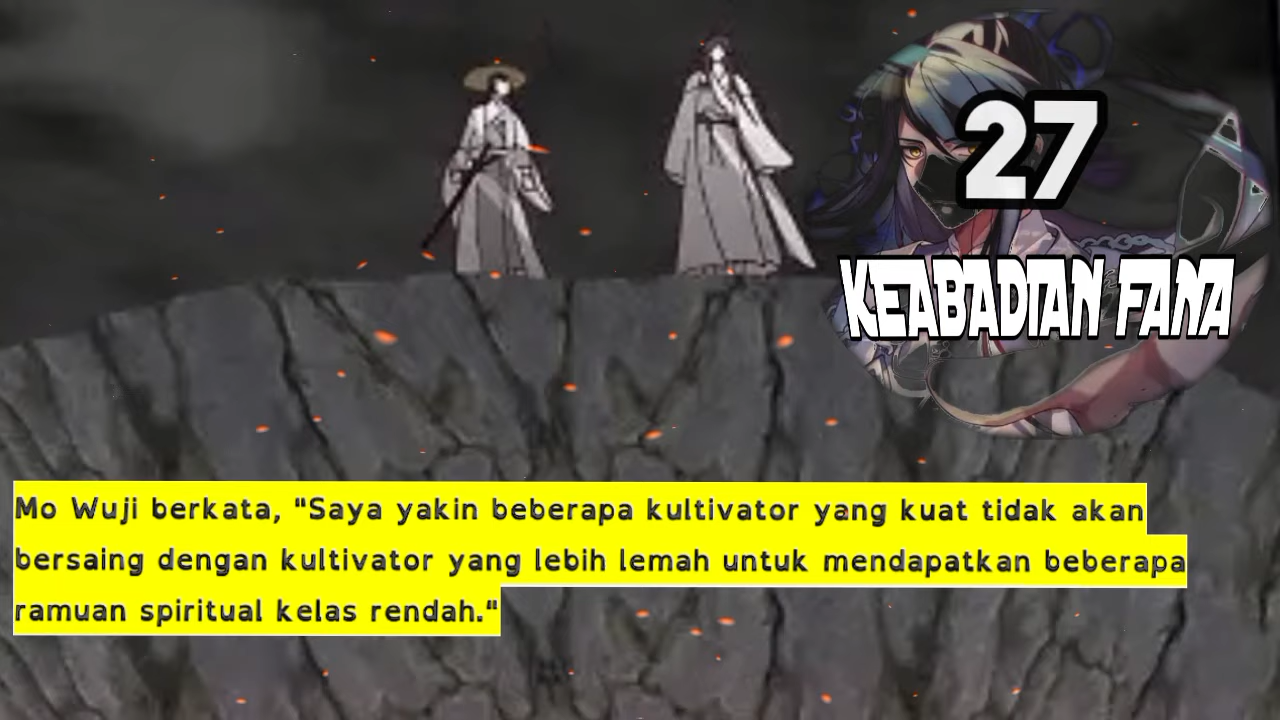 27
KEABADIAN FANA
Mo Wuji berkata, "Saya yakin beberapa kultivator yang kuat tidak akan
bersaing dengan kultivator yang lebih lemah untuk mendapatkan beberapa
ramuan spiritual kelas rendah."